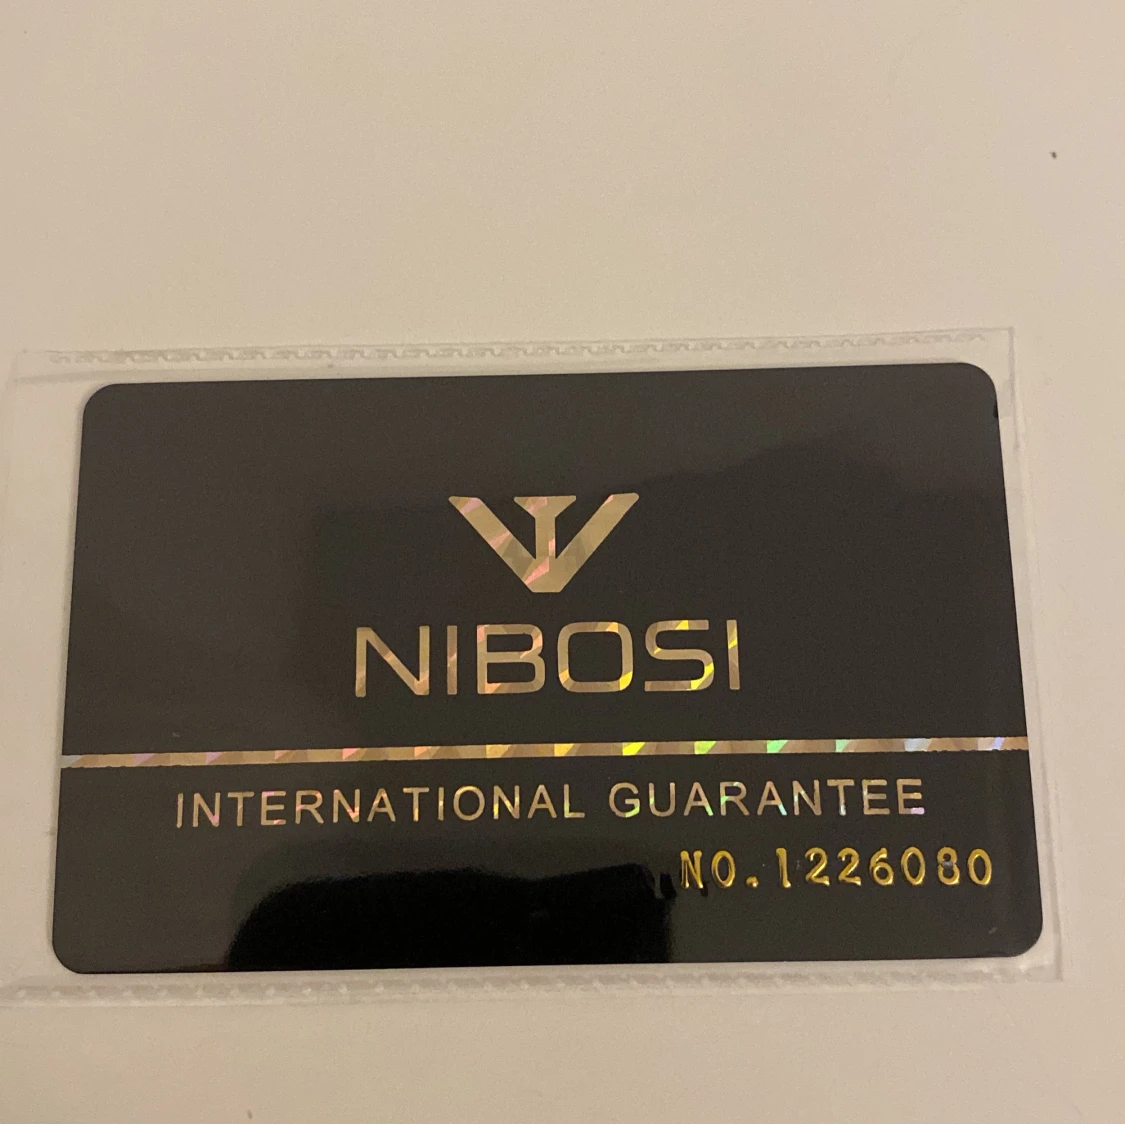 NIBOSI
INTERNATIONAL GUARANTEE
NO.1226080